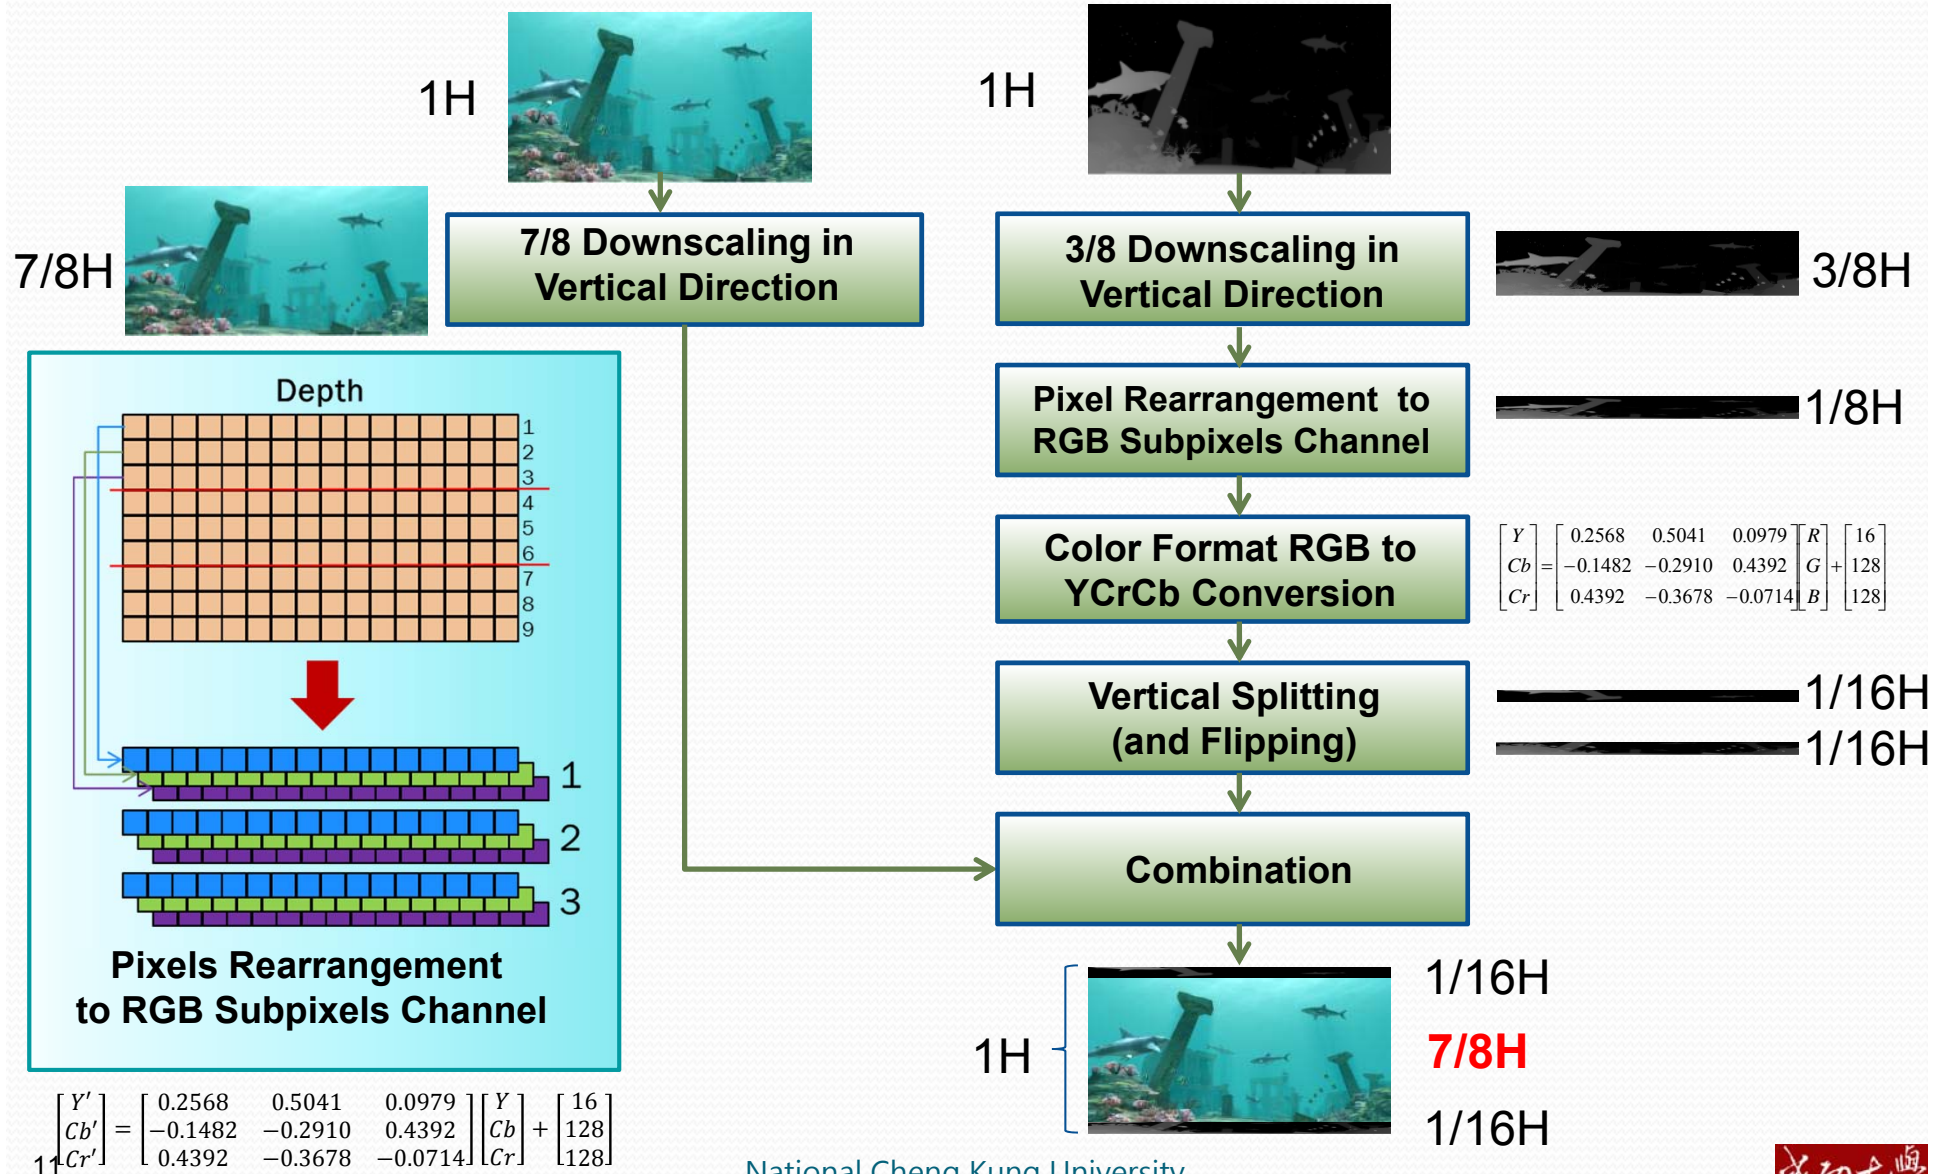 1H
1H
7/8H
7/8 Downscaling in
Vertical Direction
3/8 Downscaling in
Vertical Direction
3/8H
Depth
1
2
3
4
5
6
7
8
9
1
2
3
Pixels Rearrangement
to RGB Subpixels Channel
Pixel Rearrangement to
RGB Subpixels Channel
1/8H
Color Format RGB to
YCrCb Conversion
[Y] = [0.2568 0.5041 0.0979] [R] + [16]
[Cb] [−0.1482 −0.2910 0.4392] [G] [128]
[Cr] [0.4392 −0.3678 −0.0714] [B] [128]
Vertical Splitting
(and Flipping)
1/16H
1/16H
Combination
1H
1/16H
7/8H
1/16H
[Y′] [0.2568 0.5041 0.0979] [Y] [16]
[Cb′] = [−0.1482 −0.2910 0.4392] [Cb] + [128]
[Cr′] [0.4392 −0.3678 −0.0714] [Cr] [128]
11
National Cheng Kung University